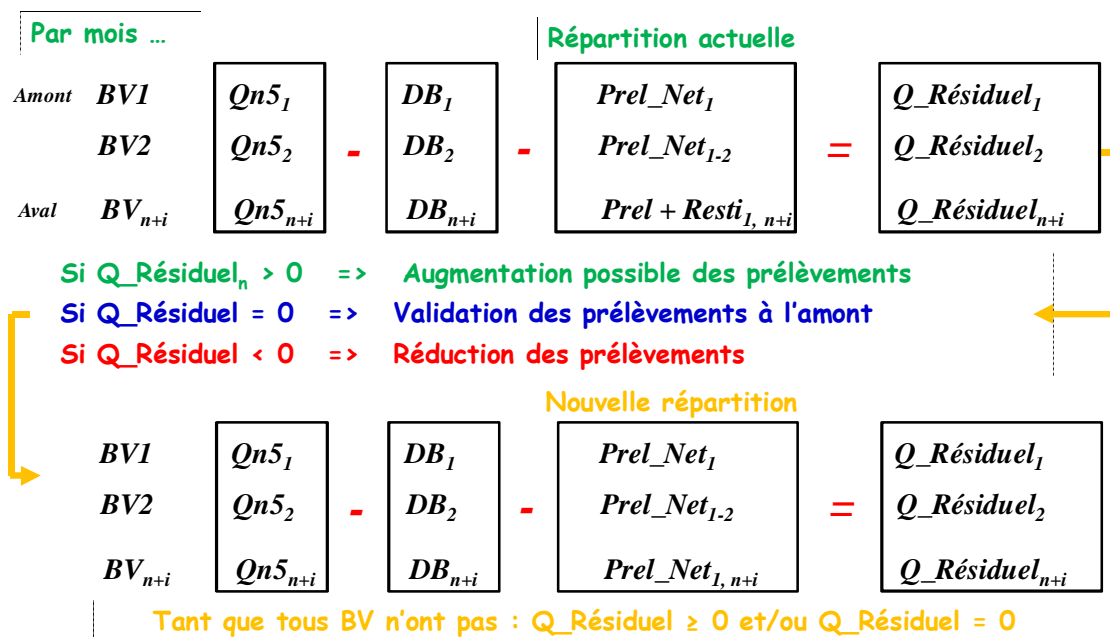 Par mois …
Répartition actuelle
Amont BV1 Qn5₁ DB₁ Prel_Net₁ Q_Résiduel₁
BV2 Qn5₂ - DB₂ - Prel_Net₁₋₂ = Q_Résiduel₂ -
Aval BVₙ₊ᵢ Qn5ₙ₊ᵢ DBₙ₊ᵢ Prel + Resti₁, ₙ₊ᵢ Q_Résiduelₙ₊ᵢ
Si Q_Résiduelₙ > 0 => Augmentation possible des prélèvements
Si Q_Résiduel = 0 => Validation des prélèvements à l’amont
Si Q_Résiduel < 0 => Réduction des prélèvements
Nouvelle répartition
BV1 Qn5₁ DB₁ Prel_Net₁ Q_Résiduel₁
BV2 Qn5₂ - DB₂ - Prel_Net₁₋₂ = Q_Résiduel₂
BVₙ₊ᵢ Qn5ₙ₊ᵢ DBₙ₊ᵢ Prel_Net₁, ₙ₊ᵢ Q_Résiduelₙ₊ᵢ
Tant que tous BV n’ont pas : Q_Résiduel ≥ 0 et/ou Q_Résiduel = 0